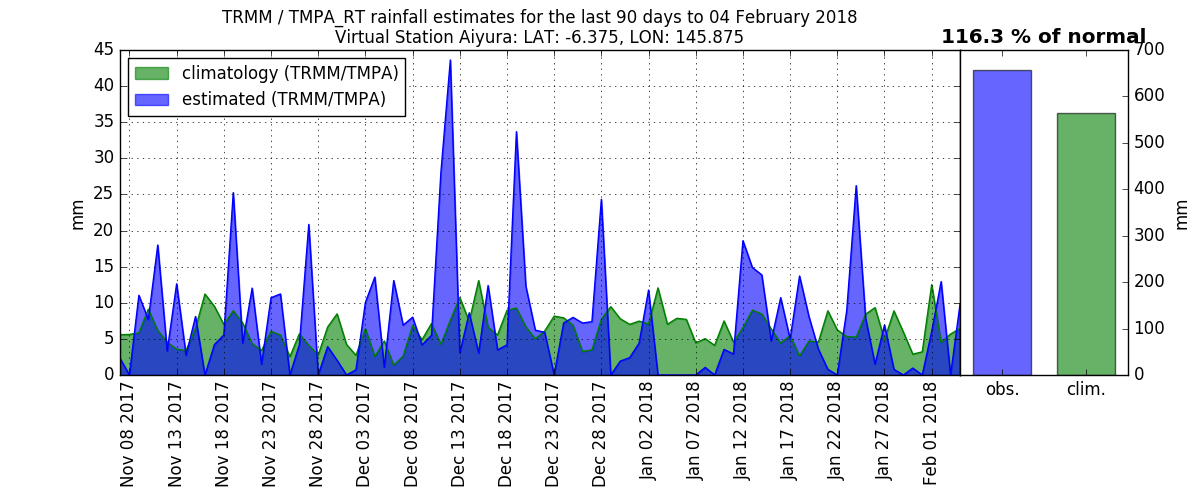 TRMM / TMPA_RT rainfall estimates for the last 90 days to 04 February 2018
Virtual Station Aiyura: LAT: -6.375, LON: 145.875
116.3 % of normal
climatology (TRMM/TMPA)
estimated (TRMM/TMPA)
mm
45
40
35
30
25
20
15
10
5
0
Nov 08 2017
Nov 13 2017
Nov 18 2017
Nov 23 2017
Nov 28 2017
Dec 03 2017
Dec 08 2017
Dec 13 2017
Dec 18 2017
Dec 23 2017
Dec 28 2017
Jan 02 2018
Jan 07 2018
Jan 12 2018
Jan 17 2018
Jan 22 2018
Jan 27 2018
Feb 01 2018
700
600
500
400
300
200
100
0
mm
obs.
clim.